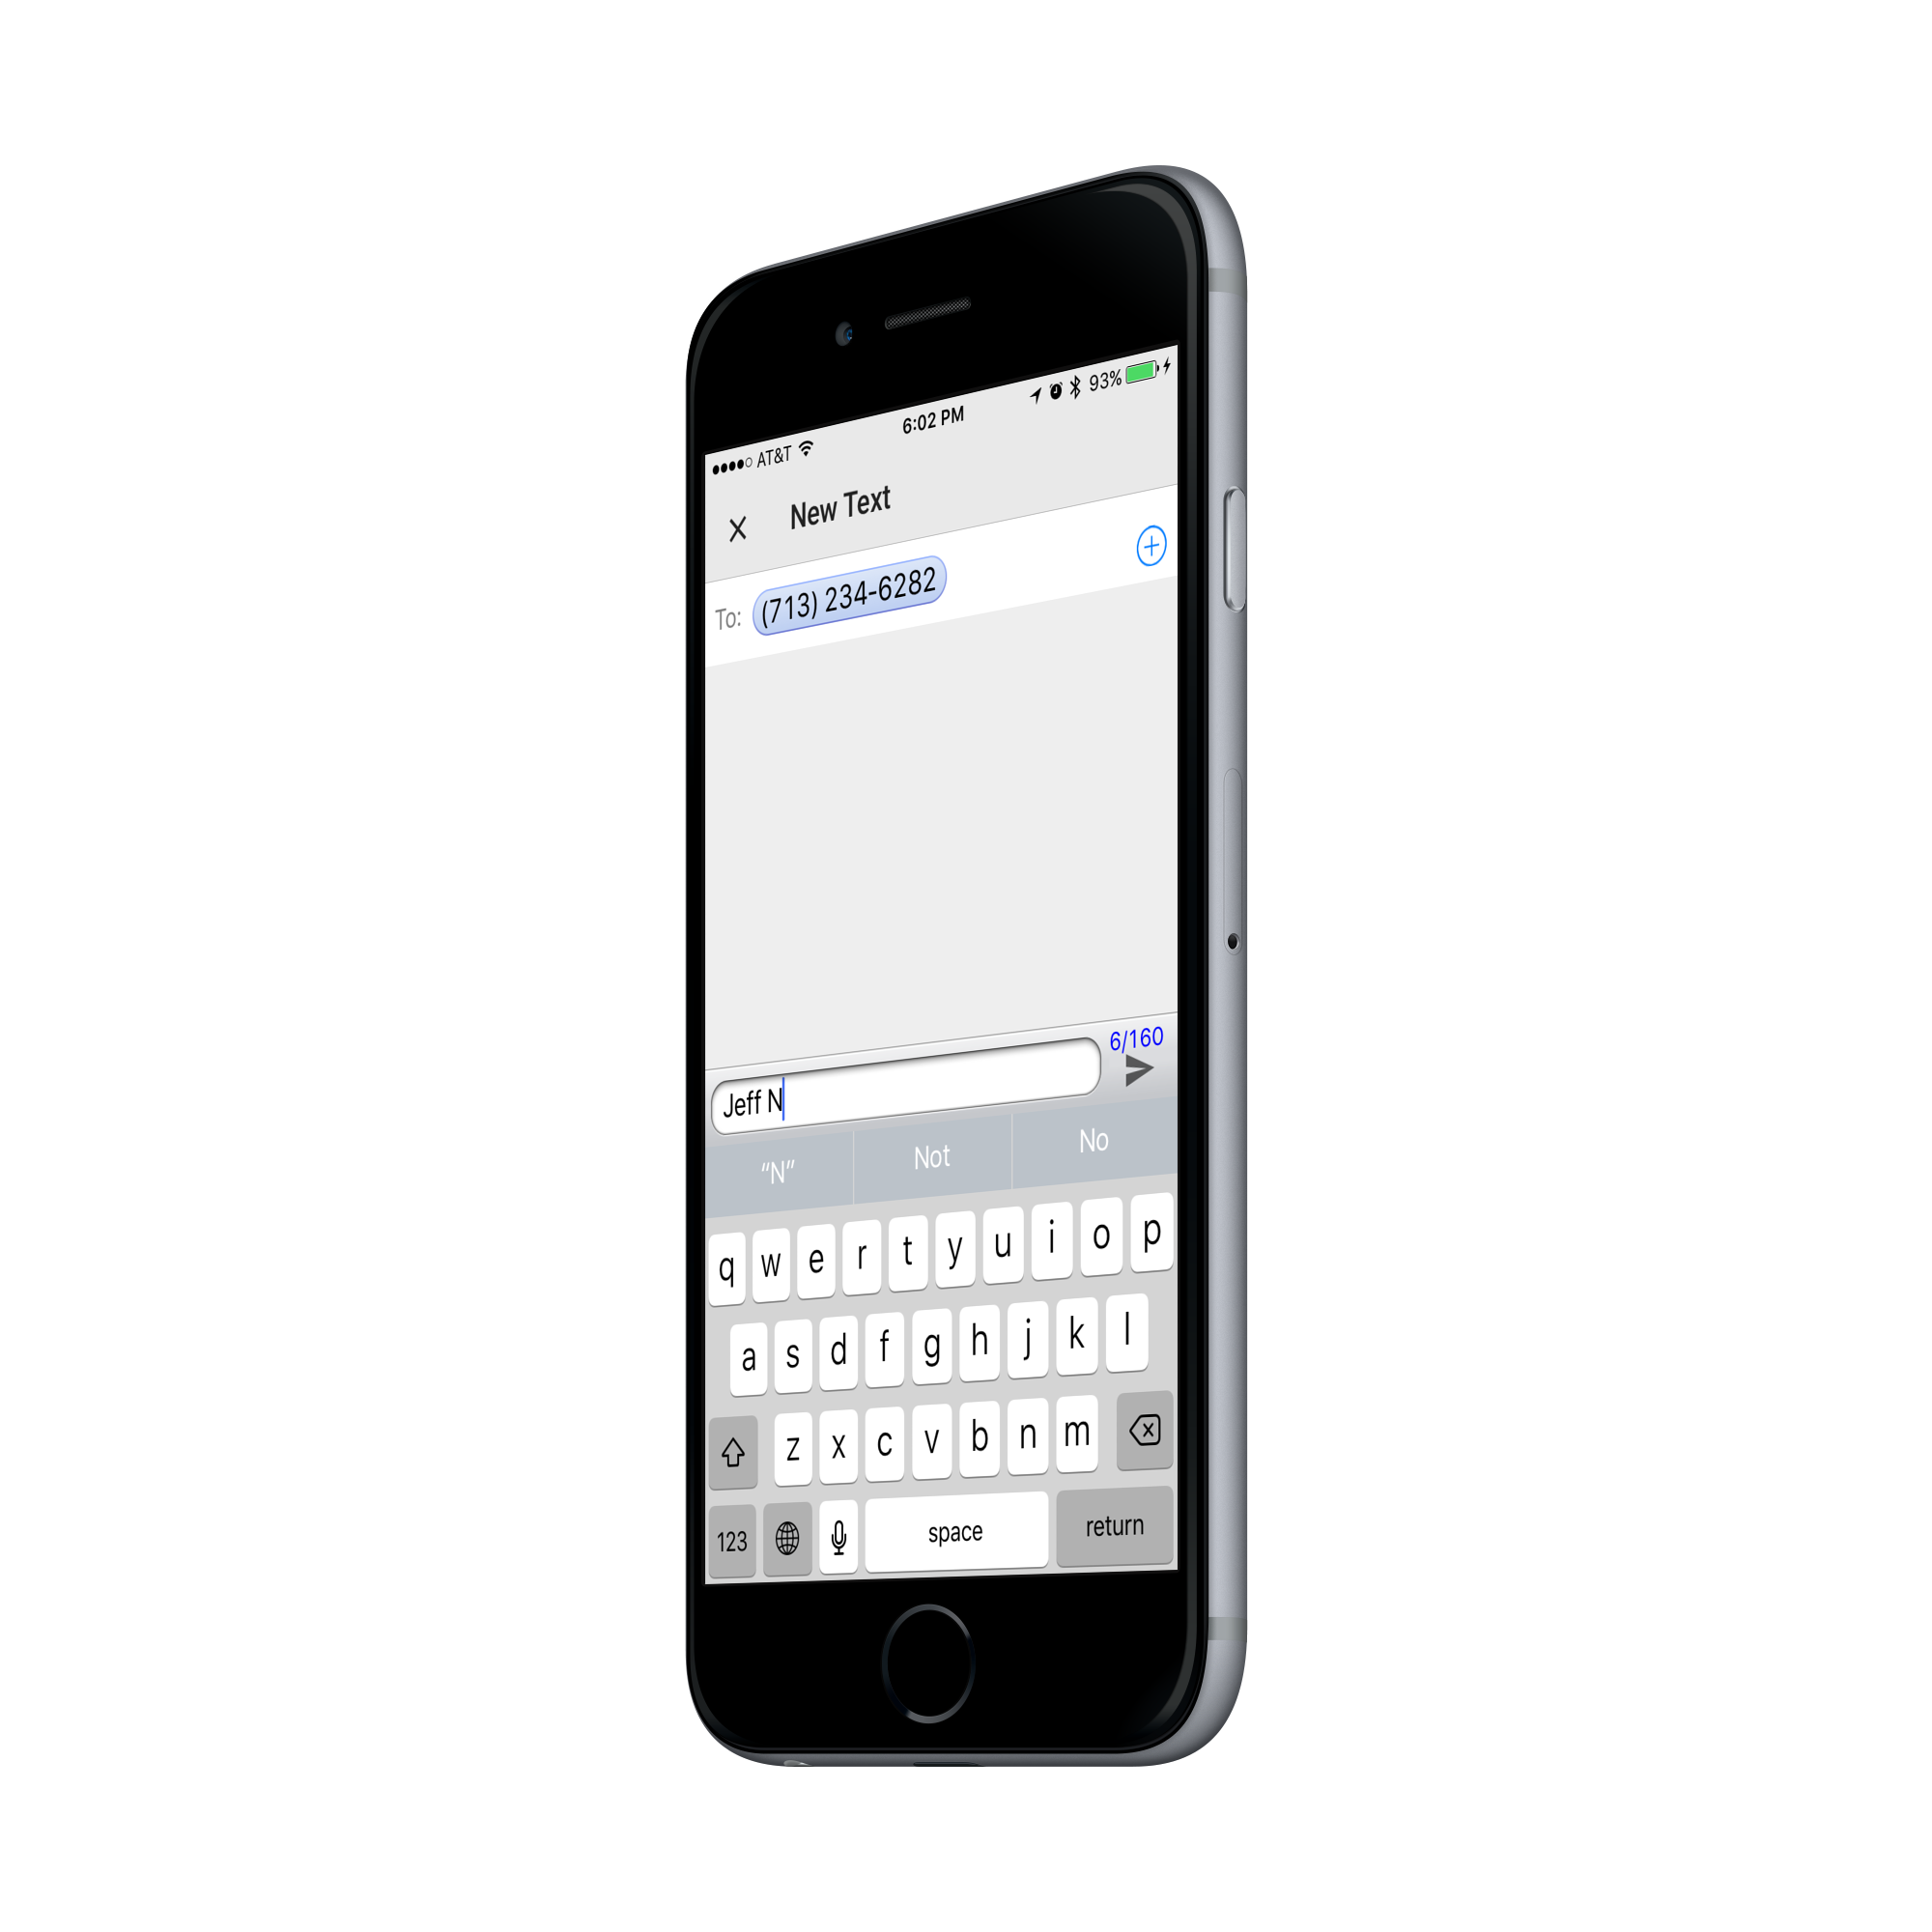 AT&T 6:02 PM 93%
New Text
To: (713) 234-6282
6/160
Jeff N
“N” Not No
q w e r t y u i o p
a s d f g h j k l
z x c v b n m
123 space return